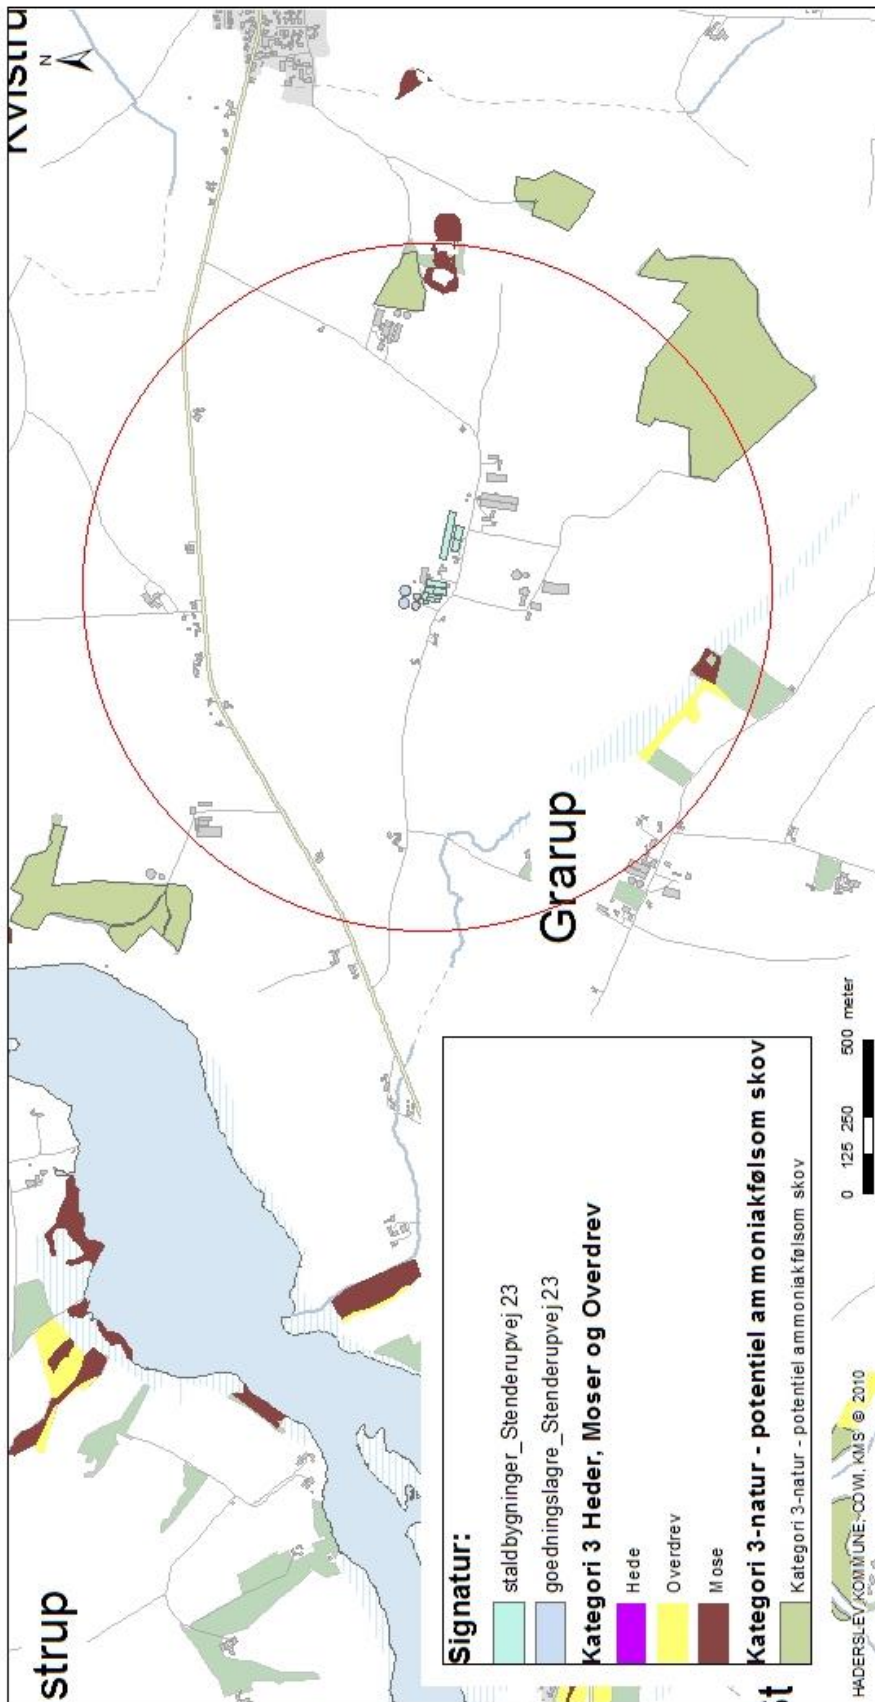 Kvistru
N
Grarup
strup
st
Signatur:
staldbygninger_Stenderupvej 23
goedningslagre_Stenderupvej 23
Kategori 3 Heder, Moser og Overdrev
Hede
Overdrev
Mose
Kategori 3-natur - potentiel ammoniakfølsom skov
Kategori 3-natur - potentiel ammoniakfølsom skov
0 125 250 500 meter
HADERSLEV KOMMUNE, COWI, KMS © 2010